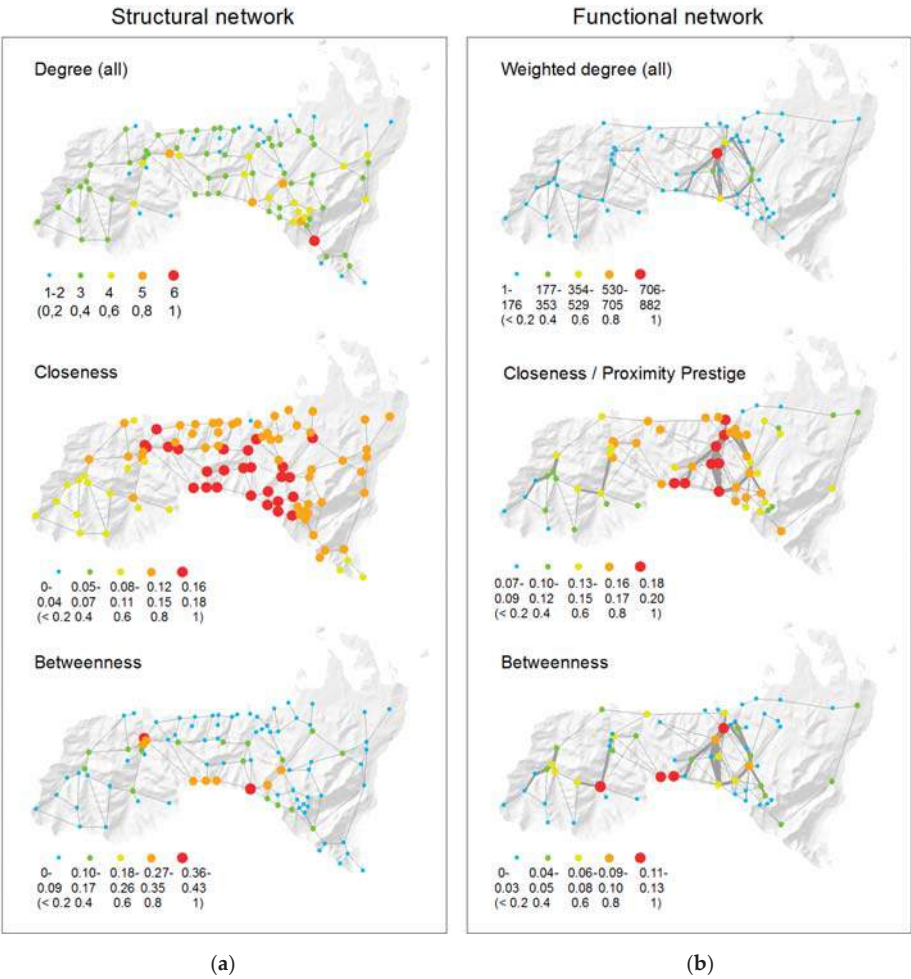 Structural network
Functional network
Degree (all)
1-2 3 4 5 6
(0,2 0,4 0,6 0,8 1)
Closeness
0- 0.05- 0.08- 0.12 0.16
0.04 0.07 0.11 0.15 0.18
(< 0.2 0.4 0.6 0.8 1)
Betweenness
0- 0.10- 0.18- 0.27- 0.36-
0.09 0.17 0.26 0.35 0.43
(< 0.2 0.4 0.6 0.8 1)
(a)
Weighted degree (all)
1- 177- 354- 530- 706-
176 353 529 705 882
(< 0.2 0.4 0.6 0.8 1)
Closeness / Proximity Prestige
0.07- 0.10- 0.13- 0.16 0.18
0.09 0.12 0.15 0.17 0.20
(< 0.2 0.4 0.6 0.8 1)
Betweenness
0- 0.04- 0.06- 0.09- 0.11-
0.03 0.05 0.08 0.10 0.13
(< 0.2 0.4 0.6 0.8 1)
(b)